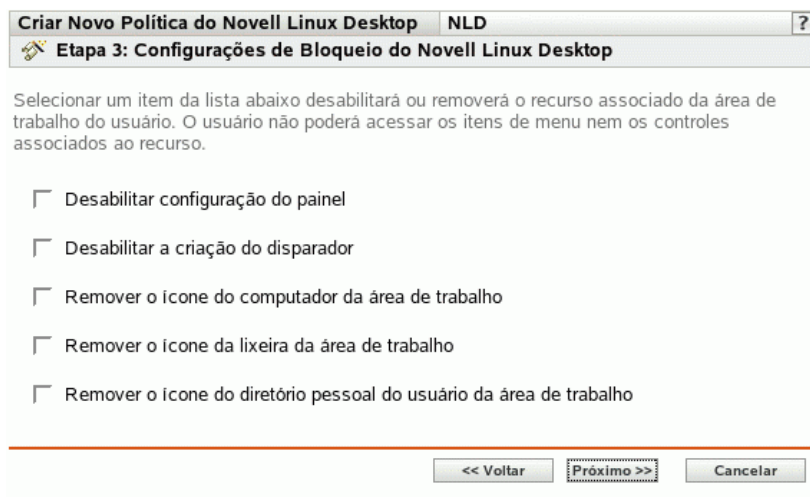 Criar Novo Política do Novell Linux Desktop NLD ?
Etapa 3: Configurações de Bloqueio do Novell Linux Desktop
Selecionar um item da lista abaixo desabilitará ou removerá o recurso associado da área de
trabalho do usuário. O usuário não poderá acessar os itens de menu nem os controles
associados ao recurso.
Desabilitar configuração do painel
Desabilitar a criação do disparador
Remover o ícone do computador da área de trabalho
Remover o ícone da lixeira da área de trabalho
Remover o ícone do diretório pessoal do usuário da área de trabalho
<< Voltar Próximo >> Cancelar